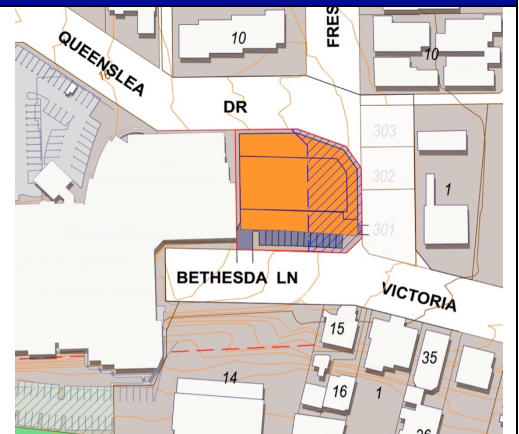 QUEENSLEA
DR
FRES
10
10
303
302
301
1
BETHESDA LN
VICTORIA
15
35
14
16
1